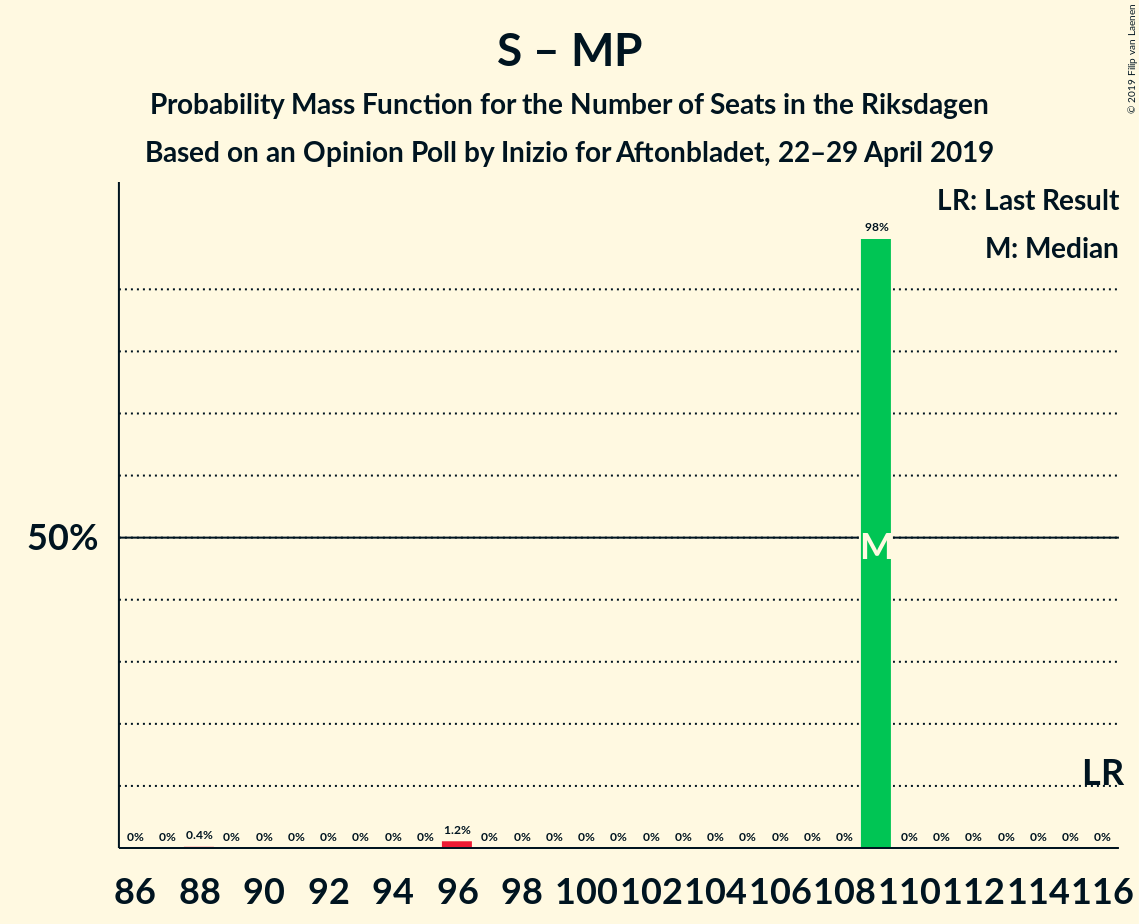 S – MP
Probability Mass Function for the Number of Seats in the Riksdagen
Based on an Opinion Poll by Inizio for Aftonbladet, 22–29 April 2019
© 2019 Filip van Laenen
LR: Last Result
M: Median
98%
50%
M
LR
0% 0% 0.4% 0% 0% 0% 0% 0% 0% 0% 1.2% 0% 0% 0% 0% 0% 0% 0% 0% 0% 0% 0% 0% 0% 0% 0% 0% 0% 0% 0%
86 88 90 92 94 96 98 100 102 104 106 108 110 112 114 116